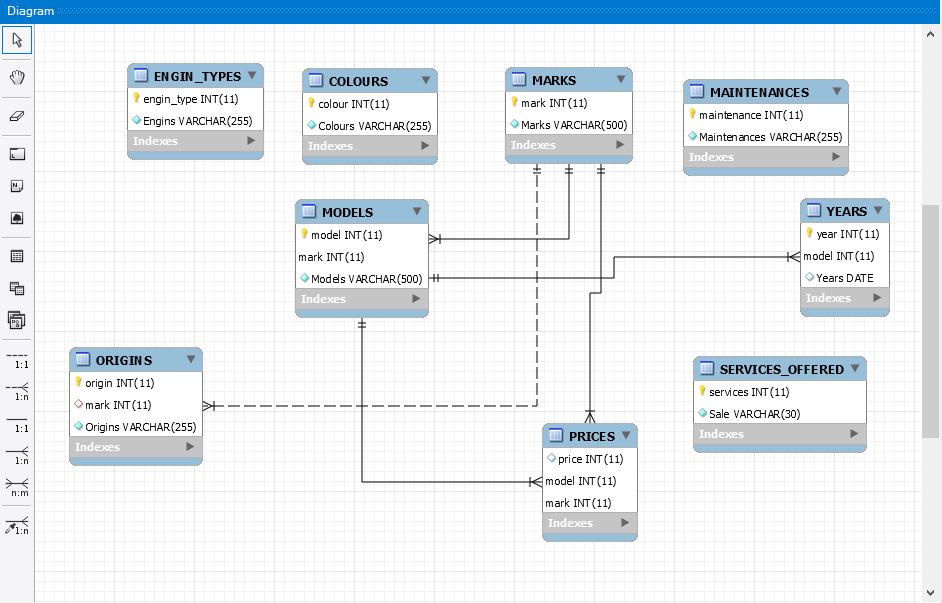 Diagram
ENGIN_TYPES
engin_type INT(11)
Engins VARCHAR(255)
Indexes
COLOURS
colour INT(11)
Colours VARCHAR(255)
Indexes
MARKS
mark INT(11)
Marks VARCHAR(500)
Indexes
MAINTENANCES
maintenance INT(11)
Maintenances VARCHAR(255)
Indexes
MODELS
model INT(11)
mark INT(11)
Models VARCHAR(500)
Indexes
YEARS
year INT(11)
model INT(11)
Years DATE
Indexes
ORIGINS
origin INT(11)
mark INT(11)
Origins VARCHAR(255)
Indexes
SERVICES_OFFERED
services INT(11)
Sale VARCHAR(30)
Indexes
PRICES
price INT(11)
model INT(11)
mark INT(11)
Indexes
1:1
1:n
1:1
1:n
n:m
1:n